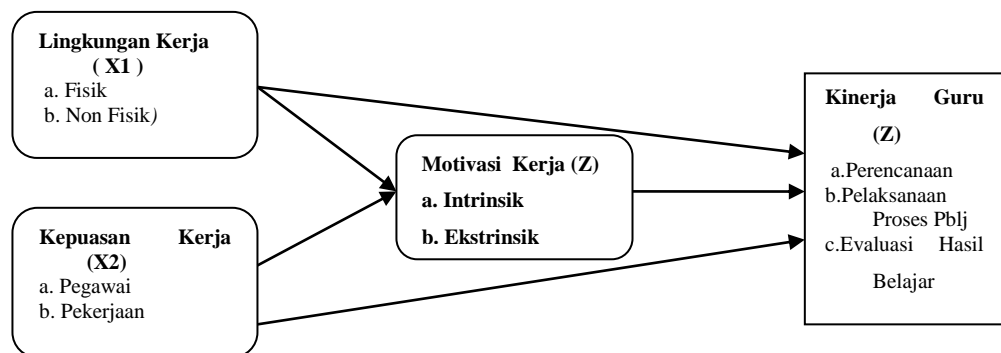 Lingkungan Kerja
( X1 )
a. Fisik
b. Non Fisik)
Kepuasan Kerja
(X2)
a. Pegawai
b. Pekerjaan
Motivasi Kerja (Z)
a. Intrinsik
b. Ekstrinsik
Kinerja Guru
(Z)
a.Perencanaan
b.Pelaksanaan
Proses Pblj
c.Evaluasi Hasil
Belajar